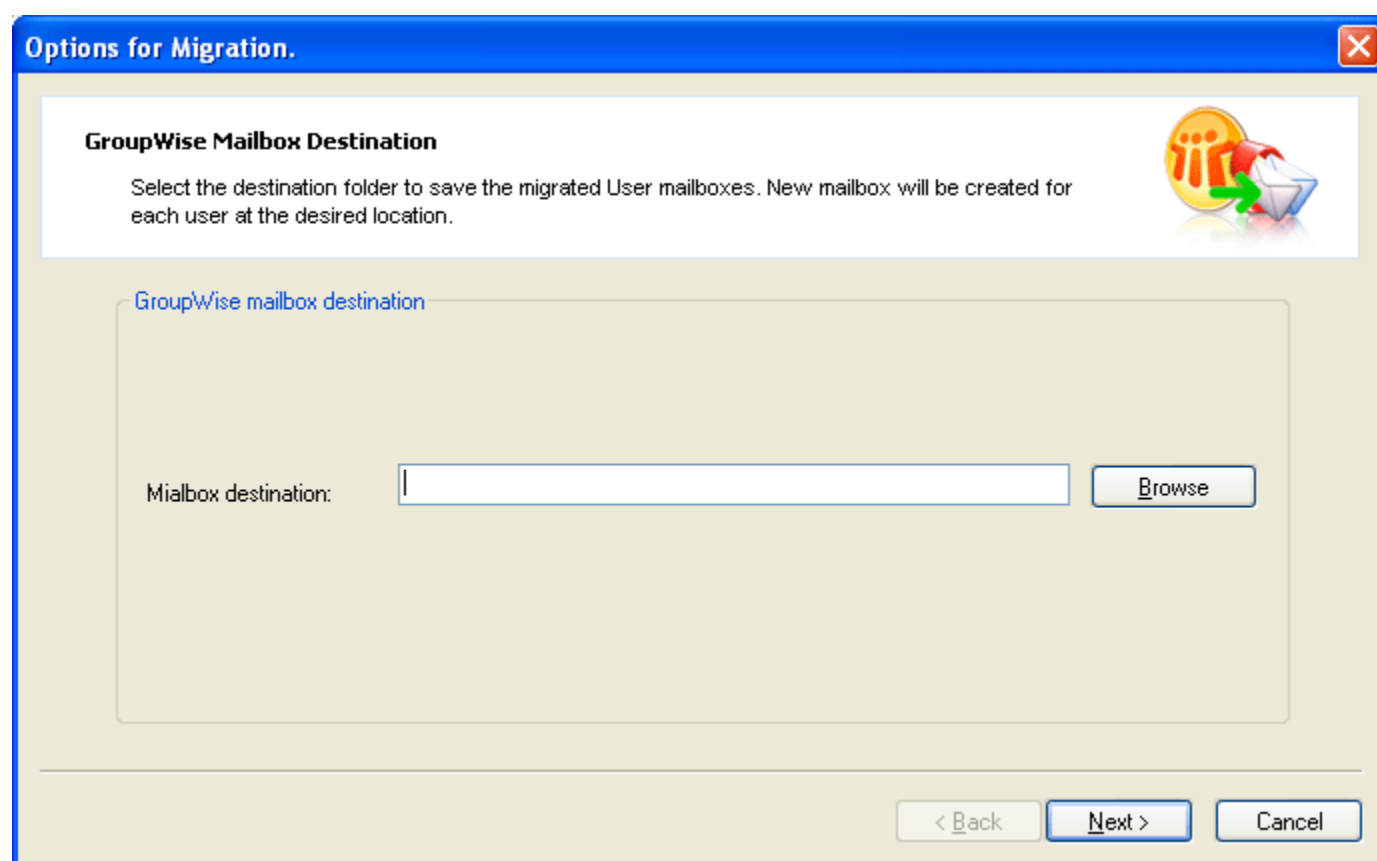 Options for Migration.
GroupWise Mailbox Destination
Select the destination folder to save the migrated User mailboxes. New mailbox will be created for
each user at the desired location.
GroupWise mailbox destination
Mialbox destination:
Browse
< Back
Next >
Cancel